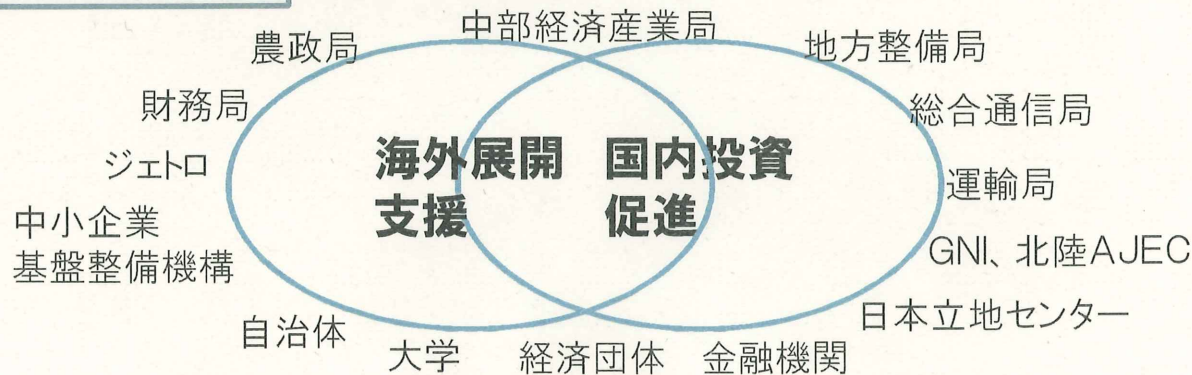 中部経済産業局
農政局
地方整備局
財務局
総合通信局
ジェトロ
海外展開
支援
国内投資
促進
運輸局
中小企業
基盤整備機構
GNI、北陸AJEC
自治体
日本立地センター
大学
経済団体
金融機関